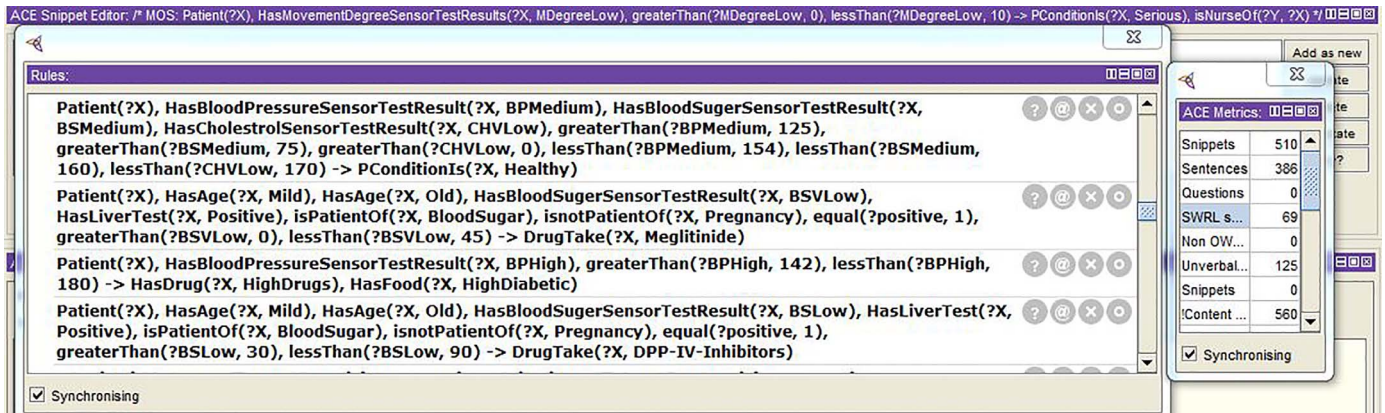 ACE Snippet Editor: /* MOS: Patient(?X), HasMovementDegreeSensorTestResults(?X, MDegreeLow), greaterThan(?MDegreeLow, 0), lessThan(?MDegreeLow, 10) -> PConditionIs(?X, Serious), isNurseOf(?Y, ?X) */
Add as new
Rules:
Patient(?X), HasBloodPressureSensorTestResult(?X, BPMedium), HasBloodSugerSensorTestResult(?X,
BSMedium), HasCholestrolSensorTestResult(?X, CHVLow), greaterThan(?BPMedium, 125),
greaterThan(?BSMedium, 75), greaterThan(?CHVLow, 0), lessThan(?BPMedium, 154), lessThan(?BSMedium,
160), lessThan(?CHVLow, 170) -> PConditionIs(?X, Healthy)
Patient(?X), HasAge(?X, Mild), HasAge(?X, Old), HasBloodSugerSensorTestResult(?X, BSVLow),
HasLiverTest(?X, Positive), isPatientOf(?X, BloodSugar), isnotPatientOf(?X, Pregnancy), equal(?positive, 1),
greaterThan(?BSVLow, 0), lessThan(?BSVLow, 45) -> DrugTake(?X, Meglitinide)
Patient(?X), HasBloodPressureSensorTestResult(?X, BPHigh), greaterThan(?BPHigh, 142), lessThan(?BPHigh,
180) -> HasDrug(?X, HighDrugs), HasFood(?X, HighDiabetic)
Patient(?X), HasAge(?X, Mild), HasAge(?X, Old), HasBloodSugerSensorTestResult(?X, BSLow), HasLiverTest(?X,
Positive), isPatientOf(?X, BloodSugar), isnotPatientOf(?X, Pregnancy), equal(?positive, 1),
greaterThan(?BSLow, 30), lessThan(?BSLow, 90) -> DrugTake(?X, DPP-IV-Inhibitors)
Synchronising
ACE Metrics:
Snippets 510
Sentences 386
Questions 0
SWRL s... 69
Non OW... 0
Unverbal... 125
Snippets 0
!Content ... 560
Synchronising